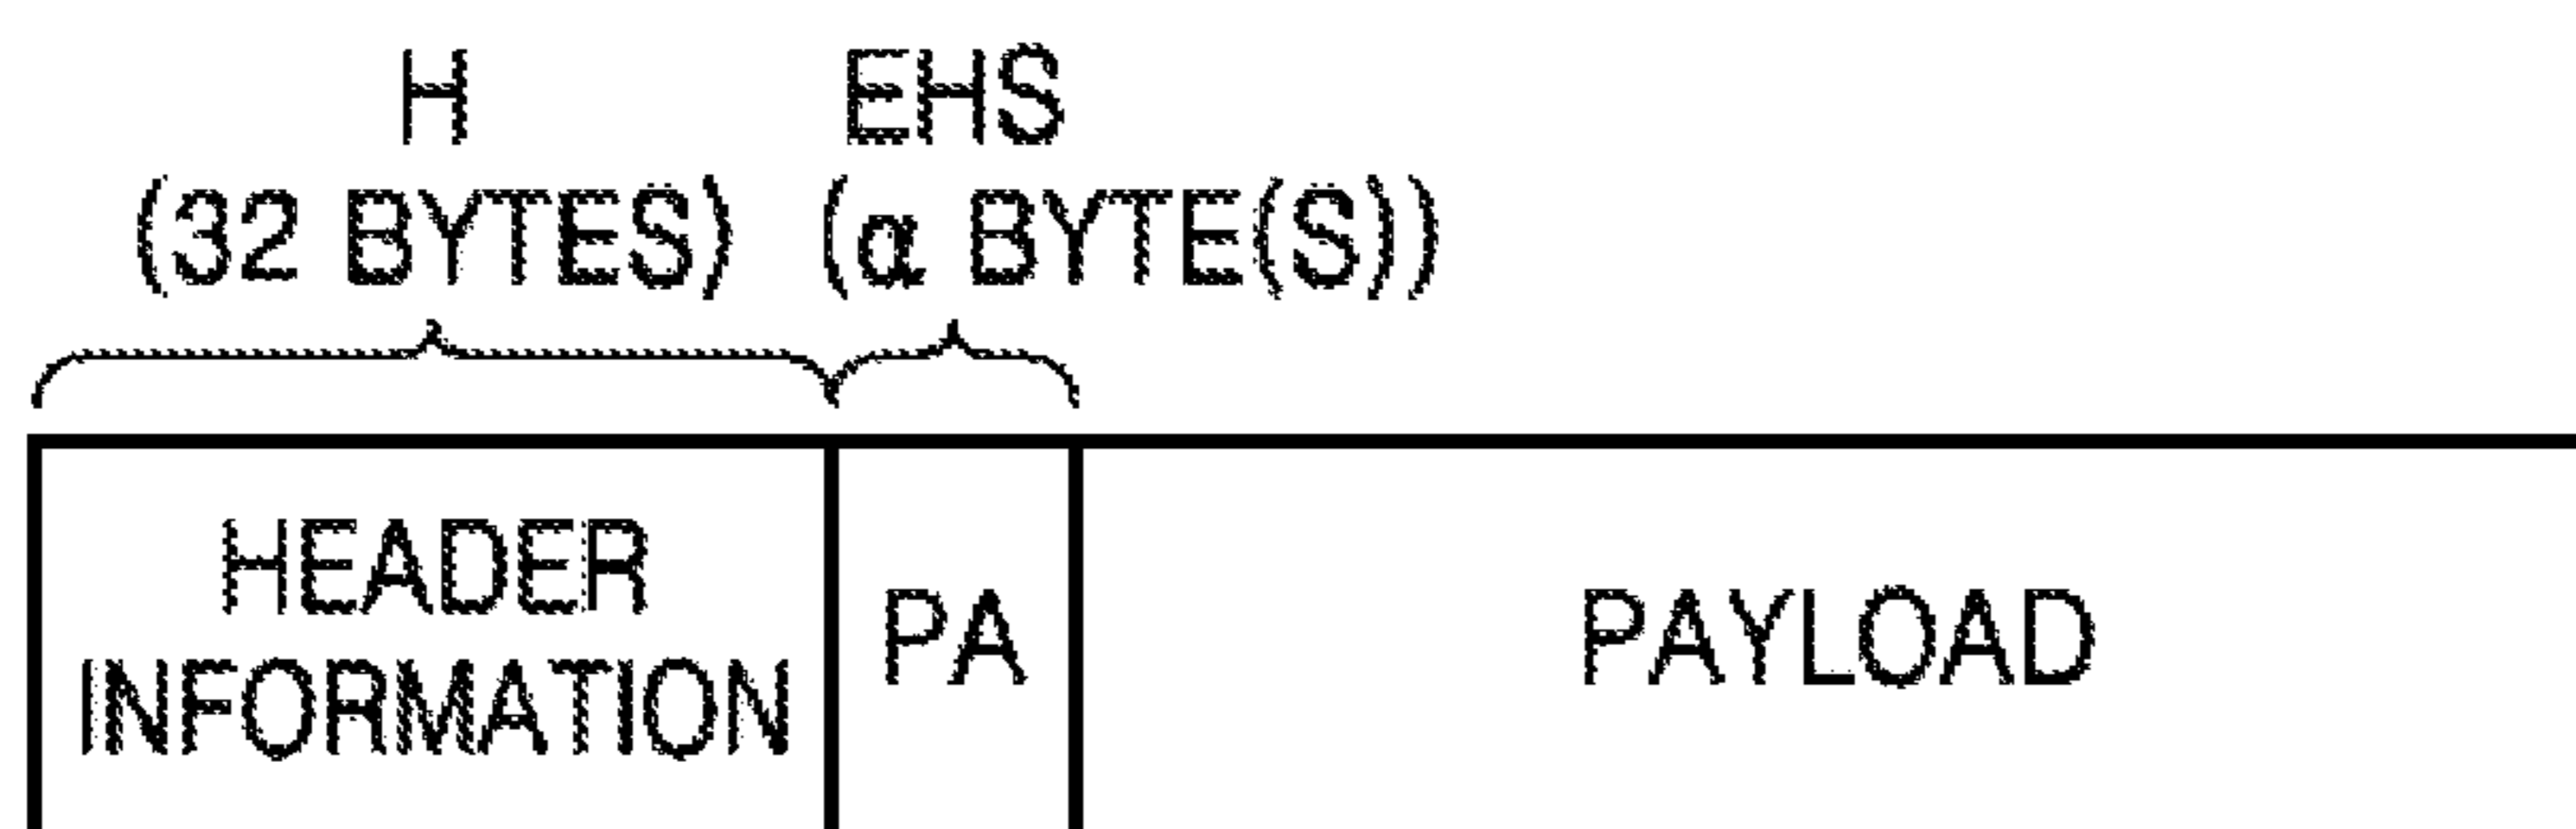 H
(32 BYTES)
EHS
(α BYTE(S))
HEADER
INFORMATION
PA
PAYLOAD